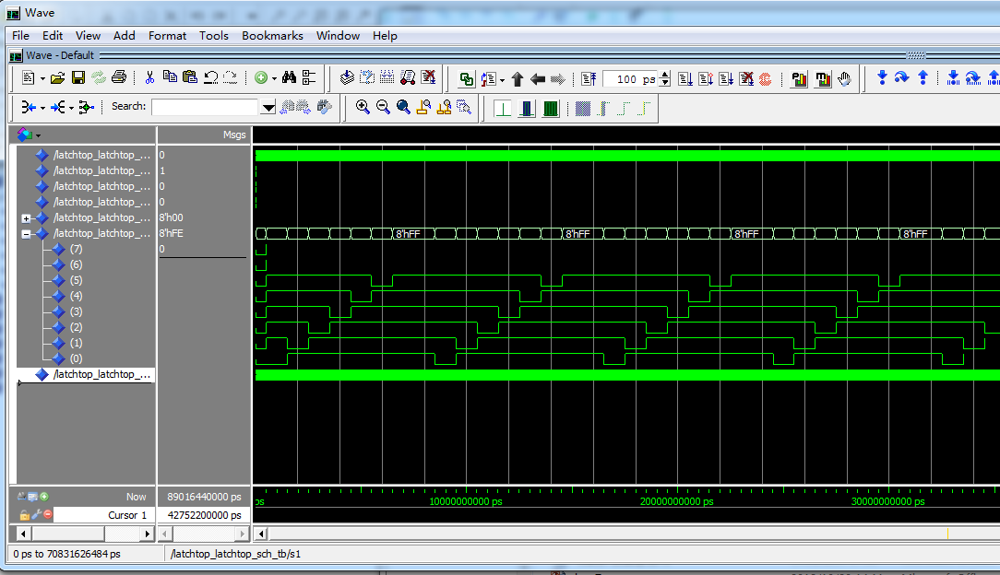 Wave
File Edit View Add Format Tools Bookmarks Window Help
Wave - Default
100 ps
Search:
Msgs
/latchtop_latchtop_... 0
/latchtop_latchtop_... 1
/latchtop_latchtop_... 0
/latchtop_latchtop_... 0
/latchtop_latchtop_... 8'h00
/latchtop_latchtop_... 8'hFE 8'hFF 8'hFF 8'hFF 8'hFF
(7) 0
(6)
(5)
(4)
(3)
(2)
(1)
(0)
/latchtop_latchtop_...
Now 89016440000 ps ps 10000000000 ps 20000000000 ps 30000000000 ps
Cursor 1 42752200000 ps
0 ps to 70831626484 ps /latchtop_latchtop_sch_tb/s1